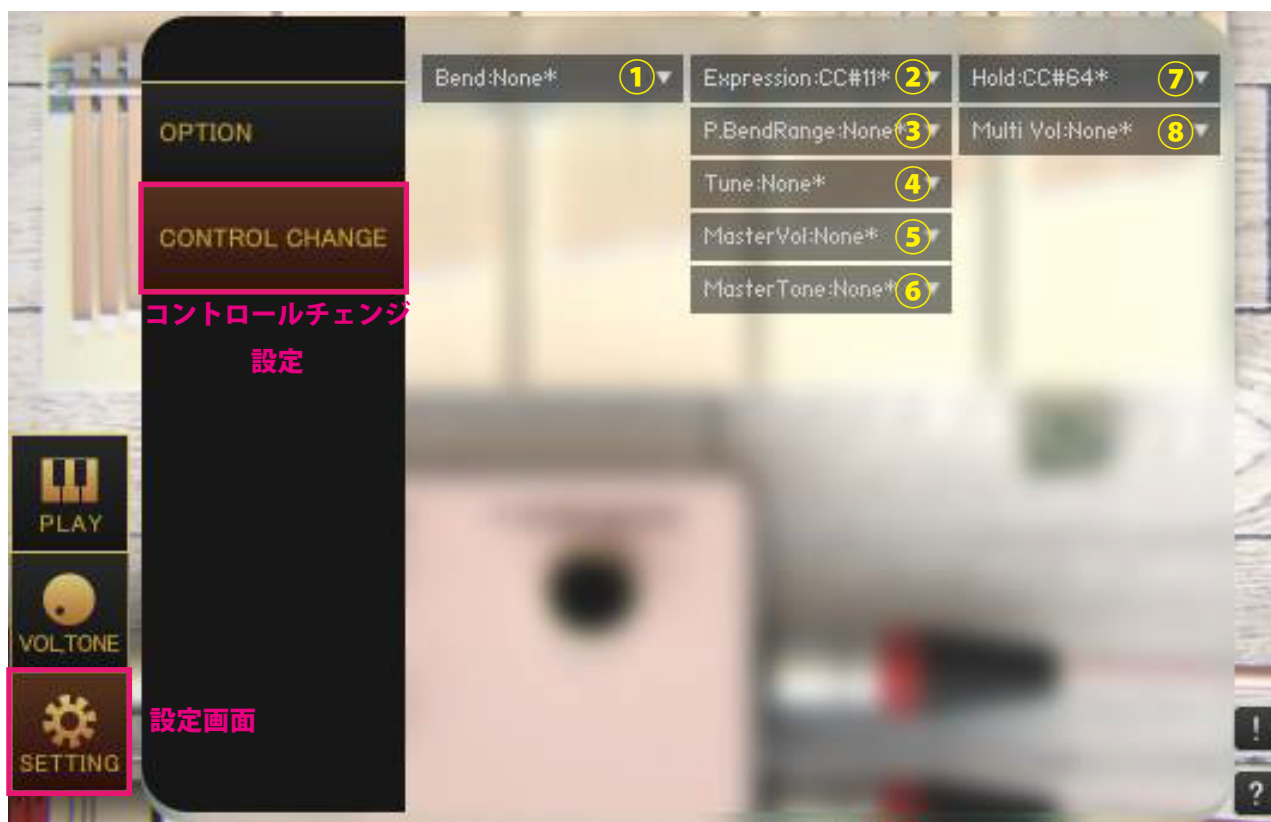 Bend:None* ①▼
Expression:CC#11* ②▼
Hold:CC#64* ⑦▼
P.BendRange:None* ③▼
Multi Vol:None* ⑧▼
Tune:None* ④▼
MasterVol:None* ⑤▼
MasterTone:None* ⑥▼
OPTION
CONTROL CHANGE
コントロールチェンジ
設定
PLAY
VOL,TONE
設定画面
SETTING
!
?